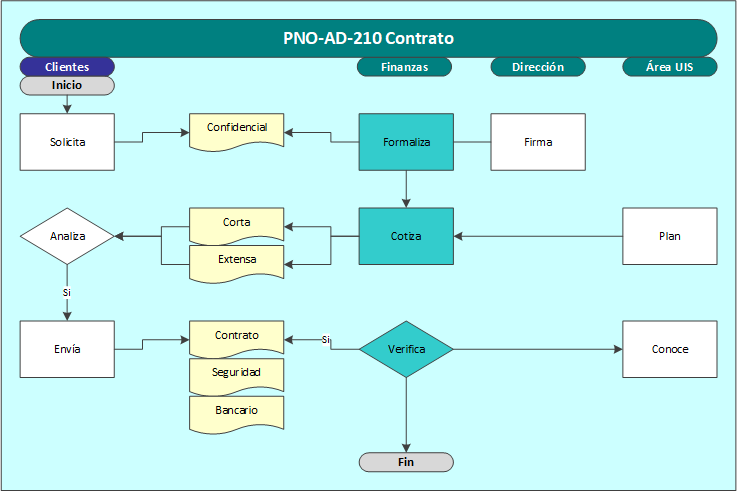 PNO-AD-210 Contrato
Clientes
Finanzas
Dirección
Área UIS
Inicio
Solicita
Confidencial
Formaliza
Firma
Analiza
Corta
Extensa
Cotiza
Plan
Si
Envía
Contrato
Seguridad
Bancario
Si
Verifica
Conoce
Fin